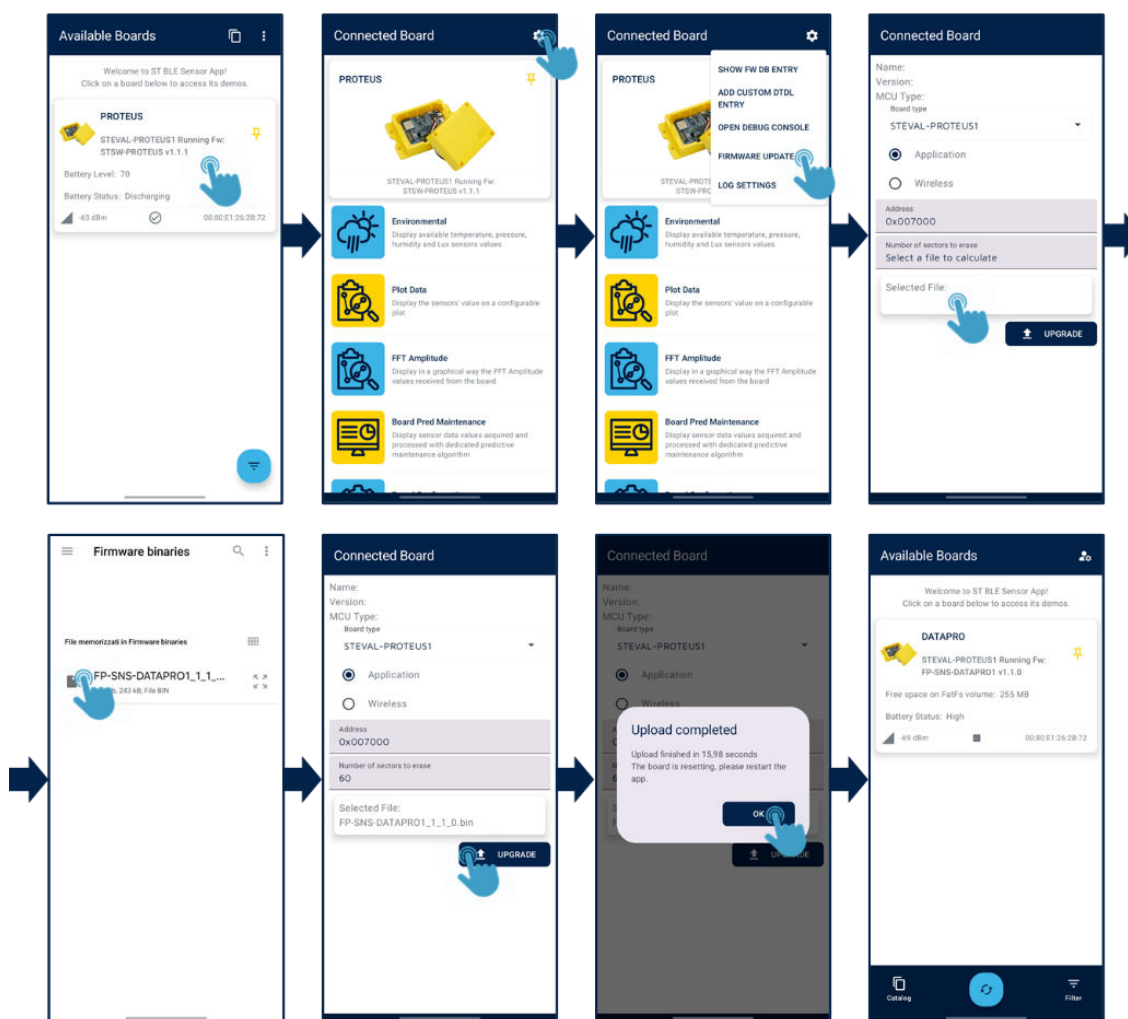 Available Boards
Welcome to ST BLE Sensor App!
Click on a board below to access its demos.
PROTEUS
STEVAL-PROTEUS1 Running Fw:
STSW-PROTEUS v1.1.1
Battery Level: 70
Battery Status: Discharging
-63 dBm
00:80:E1:26:28:72
Connected Board
PROTEUS
STEVAL-PROTEUS1 Running Fw:
STSW-PROTEUS v1.1.1
Environmental
Display available temperature, pressure,
humidity and Lux sensors values
Plot Data
Display the sensors' value on a configurable
plot
FFT Amplitude
Display in a graphical way the FFT Amplitude
values received from the board
Board Pred Maintenance
Display sensor data values acquired and
processed with dedicated predictive
maintenance algorithm
Connected Board
PROTEUS
SHOW FW DB ENTRY
ADD CUSTOM DTDL
ENTRY
OPEN DEBUG CONSOLE
FIRMWARE UPDATE
LOG SETTINGS
STEVAL-PROTE
STSW-PRO
Environmental
Display available temperature, pressure,
humidity and Lux sensors values
Plot Data
Display the sensors' value on a configurable
plot
FFT Amplitude
Display in a graphical way the FFT Amplitude
values received from the board
Board Pred Maintenance
Display sensor data values acquired and
processed with dedicated predictive
maintenance algorithm
Connected Board
Name:
Version:
MCU Type:
Board type
STEVAL-PROTEUS1
Application
Wireless
Address
0x007000
Number of sectors to erase
Select a file to calculate
Selected File:
UPGRADE
Firmware binaries
File memorizzati in Firmware binaries
FP-SNS-DATAPRO1_1_1_...
243 kB, File BIN
Connected Board
Name:
Version:
MCU Type:
Board type
STEVAL-PROTEUS1
Application
Wireless
Address
0x007000
Number of sectors to erase
60
Selected File:
FP-SNS-DATAPRO1_1_1_0.bin
UPGRADE
Connected Board
Name:
Version:
MCU Type:
Board type
STEVAL-PROTEUS1
Application
Wireless
Upload completed
Upload finished in 15,98 seconds
The board is resetting, please restart the
app.
OK
Available Boards
Welcome to ST BLE Sensor App!
Click on a board below to access its demos.
DATAPRO
STEVAL-PROTEUS1 Running Fw:
FP-SNS-DATAPRO1 v1.1.0
Free space on FatFs volume: 255 MB
Battery Status: High
-69 dBm
00:80:E1:26:28:72
Catalog
Filter